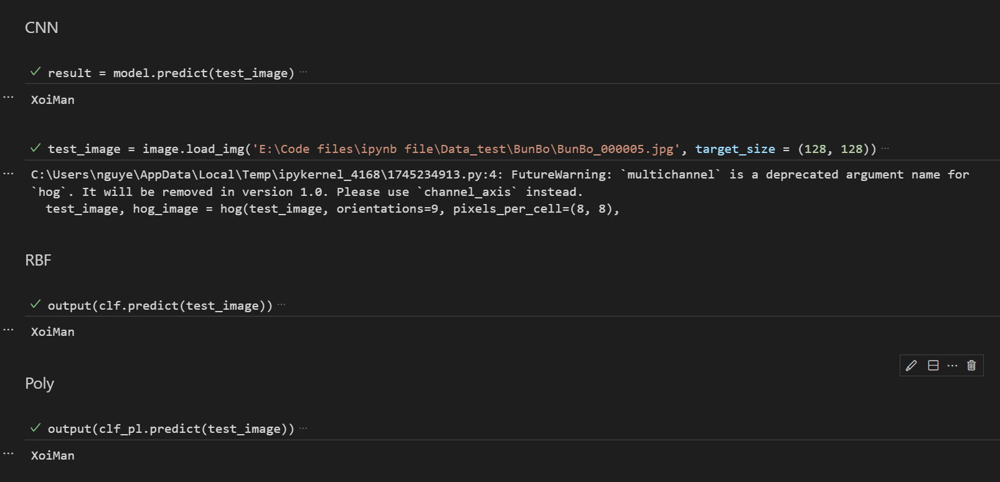 CNN
result = model.predict(test_image) ···
XoiMan
test_image = image.load_img('E:\Code files\ipynb file\Data_test\BunBo\BunBo_000005.jpg', target_size = (128, 128)) ···
C:\Users\nguye\AppData\Local\Temp\ipykernel_4168\1745234913.py:4: FutureWarning: `multichannel` is a deprecated argument name for
`hog`. It will be removed in version 1.0. Please use `channel_axis` instead.
test_image, hog_image = hog(test_image, orientations=9, pixels_per_cell=(8, 8),
RBF
output(clf.predict(test_image)) ···
XoiMan
Poly
output(clf_pl.predict(test_image)) ···
XoiMan